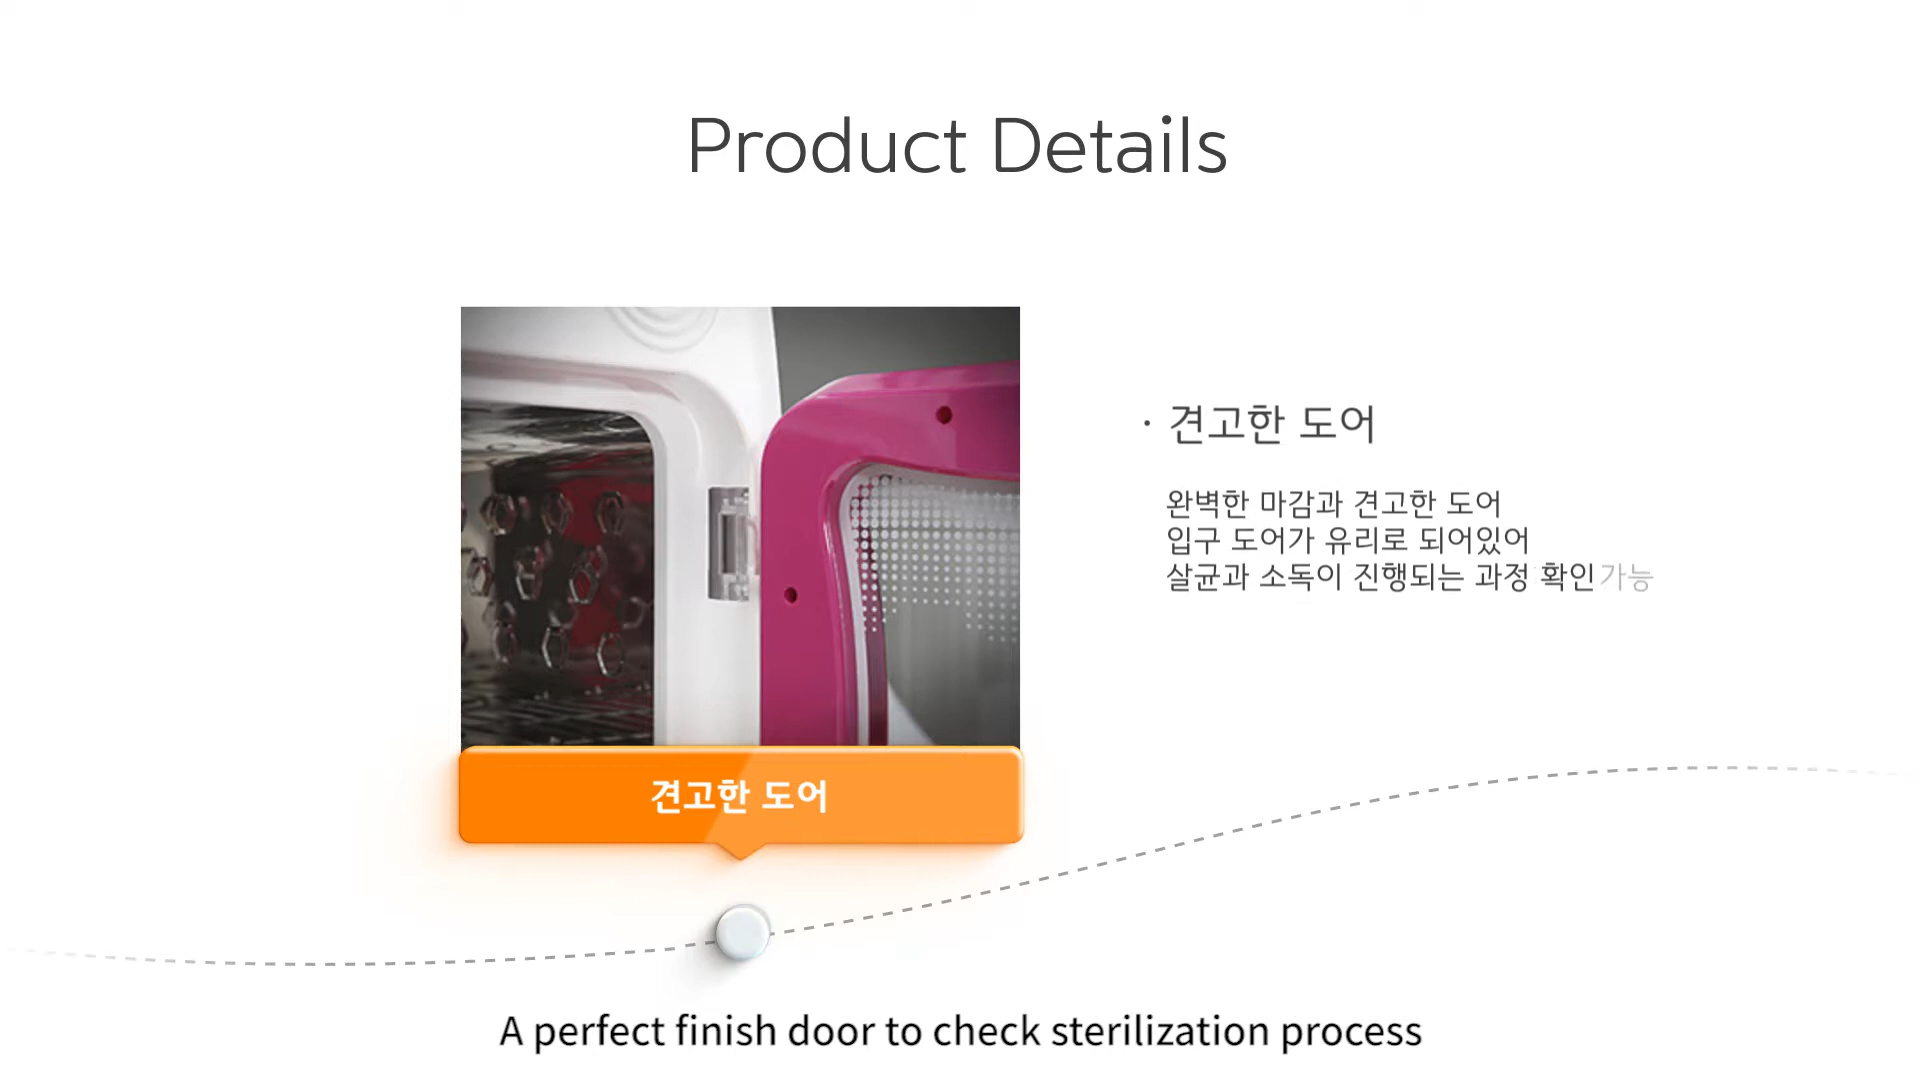 Product Details
· 견고한 도어
완벽한 마감과 견고한 도어
입구 도어가 유리로 되어있어
살균과 소독이 진행되는 과정 확인가능
견고한 도어
A perfect finish door to check sterilization process